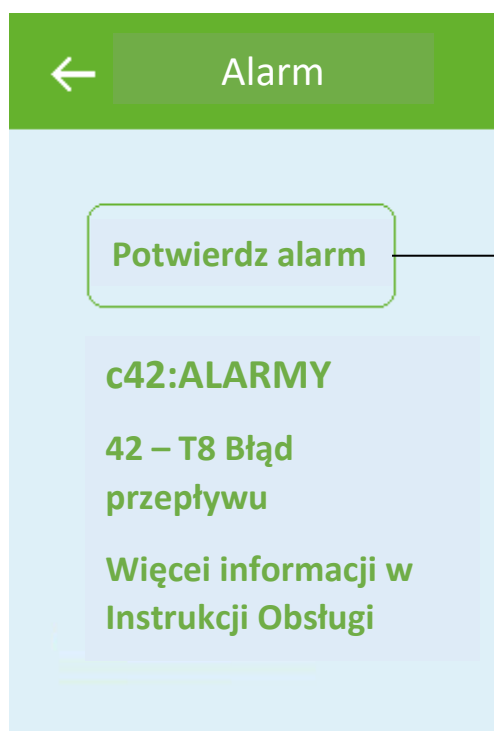 Alarm
Potwierdz alarm
c42:ALARMY
42 – T8 Błąd
przepływu
Więcei informacji w
Instrukcji Obsługi